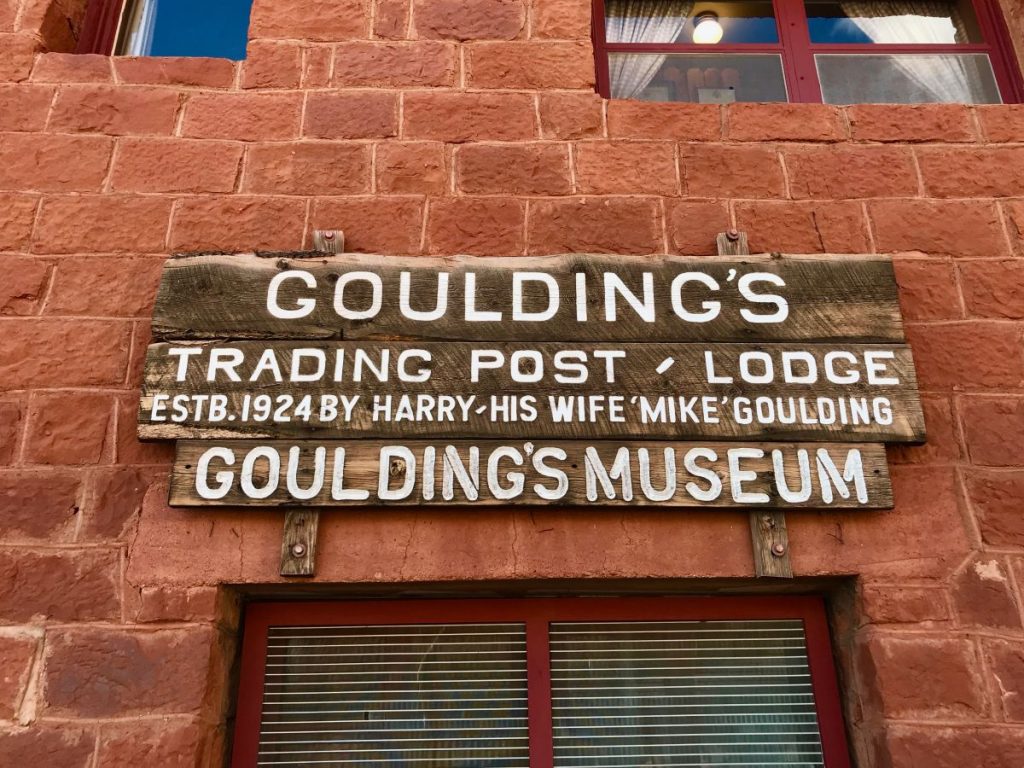 GOULDING'S
TRADING POST - LODGE
ESTB. 1924 BY HARRY-HIS WIFE 'MIKE' GOULDING
GOULDING'S MUSEUM